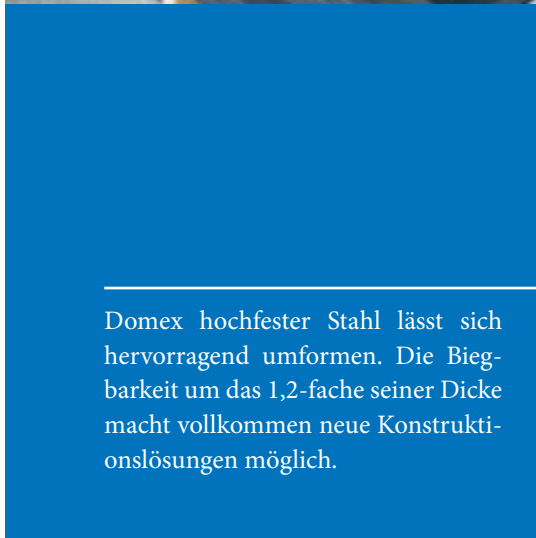 Domex hochfester Stahl lässt sich
hervorragend umformen. Die Bieg-
barkeit um das 1,2-fache seiner Dicke
macht vollkommen neue Konstrukti-
onslösungen möglich.